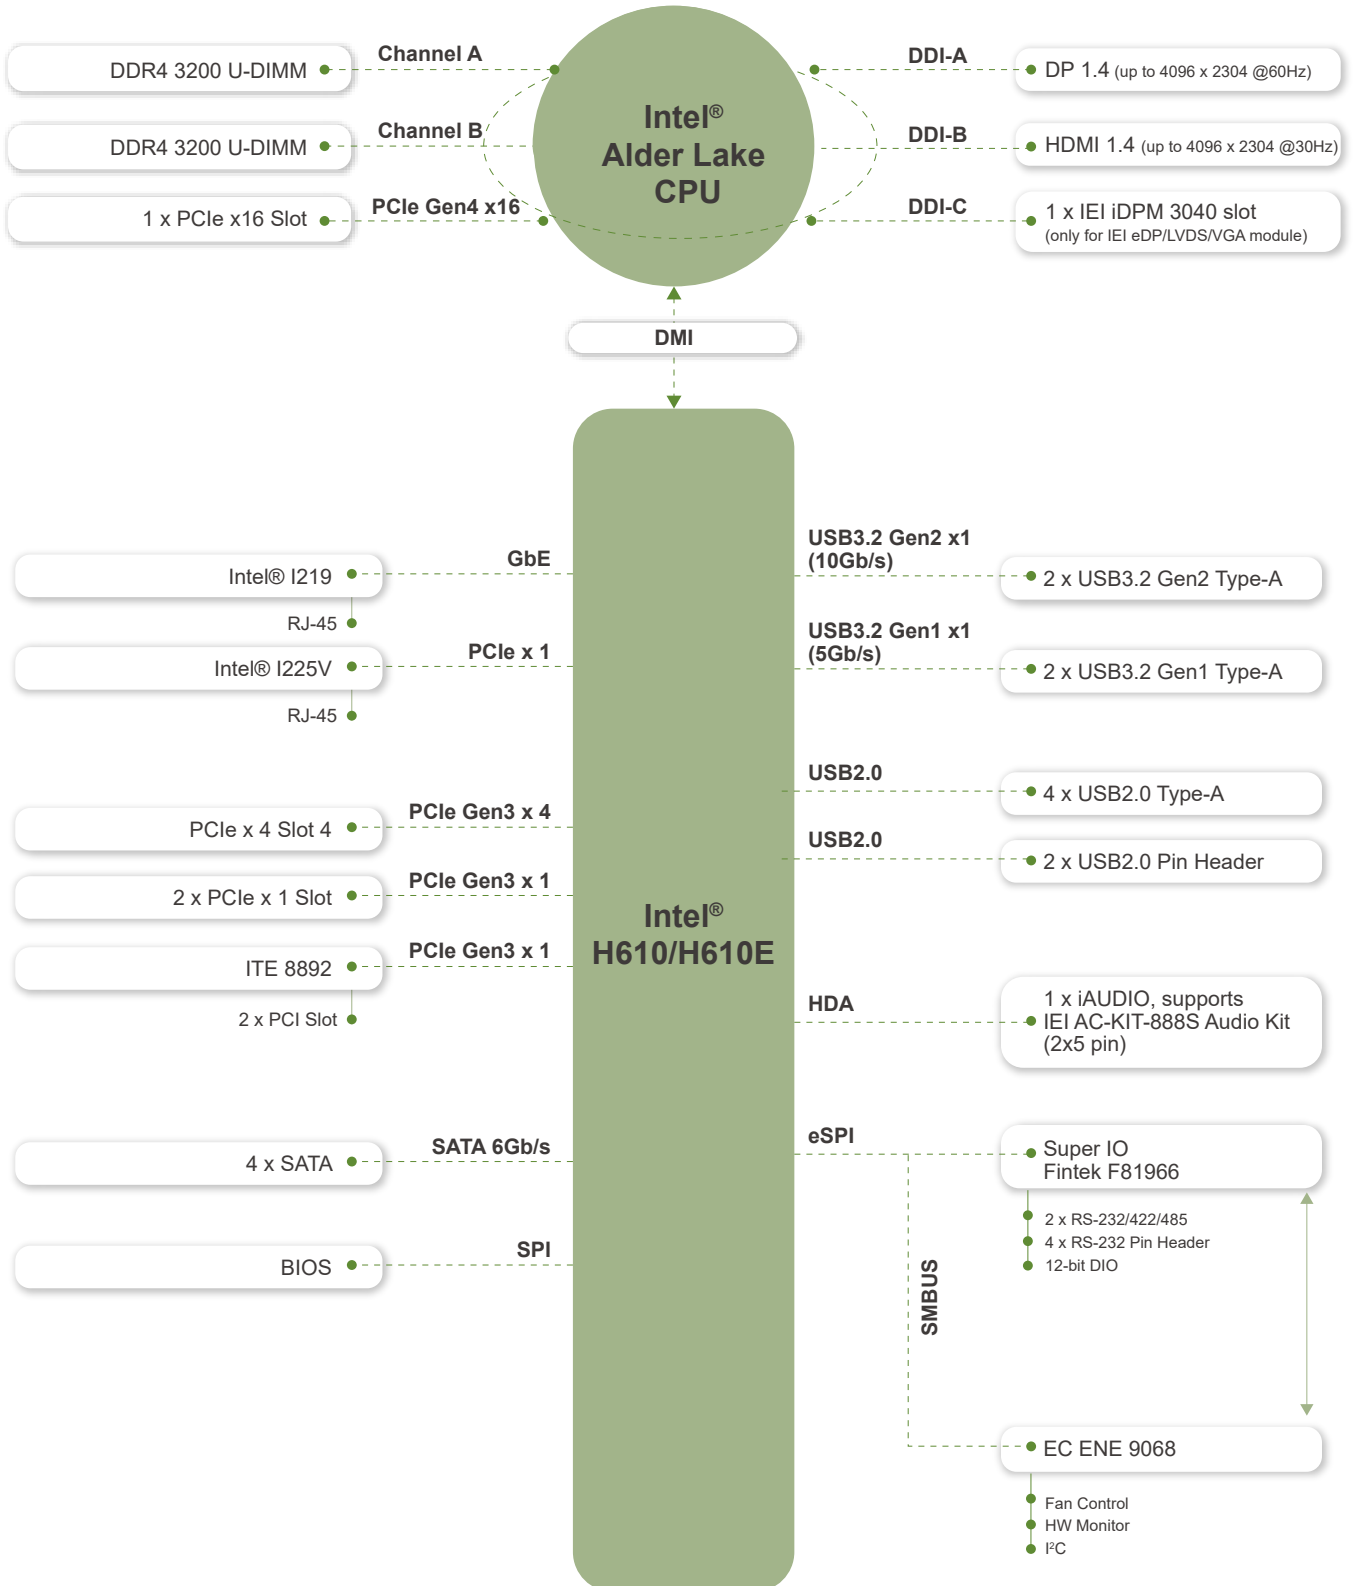 Channel A
DDR4 3200 U-DIMM
Channel B
DDR4 3200 U-DIMM
PCIe Gen4 x16
1 x PCIe x16 Slot
Intel®
Alder Lake
CPU
DDI-A
DP 1.4 (up to 4096 x 2304 @60Hz)
DDI-B
HDMI 1.4 (up to 4096 x 2304 @30Hz)
DDI-C
1 x IEI iDPM 3040 slot
(only for IEI eDP/LVDS/VGA module)
DMI
GbE
Intel® I219
RJ-45
PCIe x 1
Intel® I225V
RJ-45
PCIe Gen3 x 4
PCIe x 4 Slot 4
PCIe Gen3 x 1
2 x PCIe x 1 Slot
PCIe Gen3 x 1
ITE 8892
2 x PCI Slot
SATA 6Gb/s
4 x SATA
SPI
BIOS
Intel®
H610/H610E
USB3.2 Gen2 x1
(10Gb/s)
2 x USB3.2 Gen2 Type-A
USB3.2 Gen1 x1
(5Gb/s)
2 x USB3.2 Gen1 Type-A
USB2.0
4 x USB2.0 Type-A
USB2.0
2 x USB2.0 Pin Header
HDA
1 x iAUDIO, supports
IEI AC-KIT-888S Audio Kit
(2x5 pin)
eSPI
Super IO
Fintek F81966
2 x RS-232/422/485
4 x RS-232 Pin Header
12-bit DIO
SMBUS
EC ENE 9068
Fan Control
HW Monitor
I²C